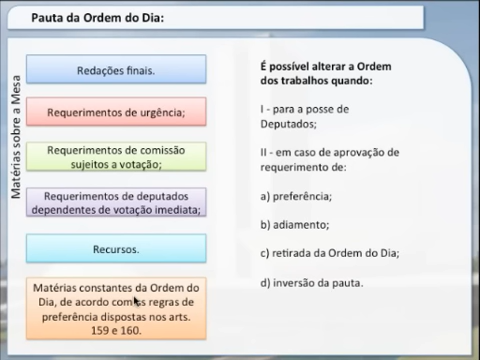 Pauta da Ordem do Dia:
Matérias sobre a Mesa
Redações finais.
Requerimentos de urgência;
Requerimentos de comissão
sujeitos a votação;
Requerimentos de deputados
dependentes de votação imediata;
Recursos.
Matérias constantes da Ordem do
Dia, de acordo com as regras de
preferência dispostas nos arts.
159 e 160.
É possível alterar a Ordem
dos trabalhos quando:
I - para a posse de
Deputados;
II - em caso de aprovação de
requerimento de:
a) preferência;
b) adiamento;
c) retirada da Ordem do Dia;
d) inversão da pauta.